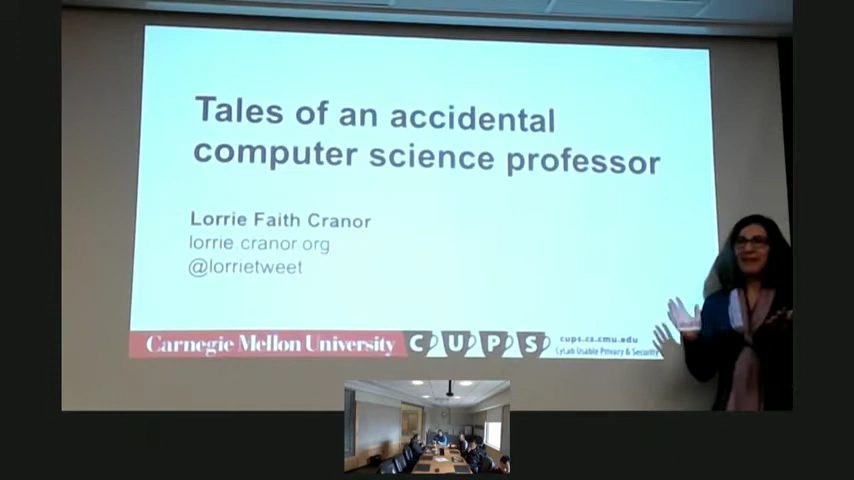 Tales of an accidental
computer science professor
Lorrie Faith Cranor
lorrie cranor org
@lorrietweet
Carnegie Mellon University
CUPS
cups.cs.cmu.edu
CyLab Usable Privacy & Security